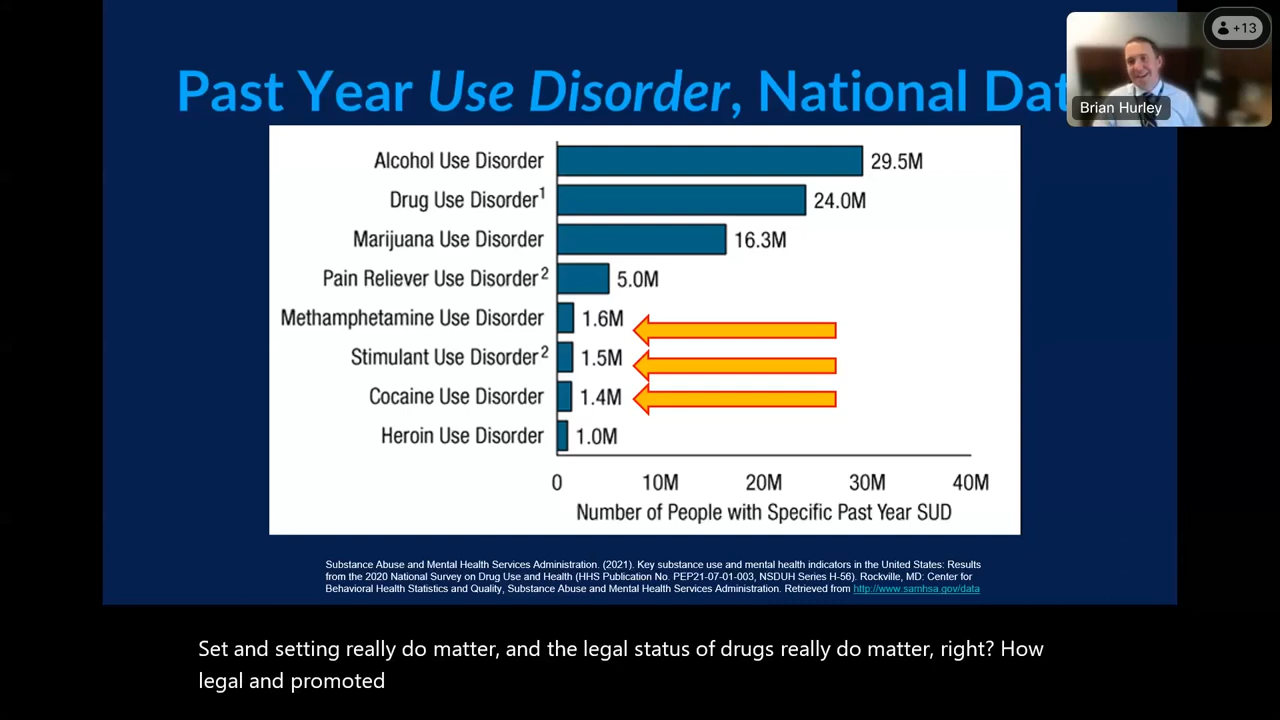 +13
Brian Hurley
Past Year Use Disorder, National Dat
Alcohol Use Disorder 29.5M
Drug Use Disorder1 24.0M
Marijuana Use Disorder 16.3M
Pain Reliever Use Disorder2 5.0M
Methamphetamine Use Disorder 1.6M
Stimulant Use Disorder2 1.5M
Cocaine Use Disorder 1.4M
Heroin Use Disorder 1.0M
0 10M 20M 30M 40M
Number of People with Specific Past Year SUD
Substance Abuse and Mental Health Services Administration. (2021). Key substance use and mental health indicators in the United States: Results
from the 2020 National Survey on Drug Use and Health (HHS Publication No. PEP21-07-01-003, NSDUH Series H-56). Rockville, MD: Center for
Behavioral Health Statistics and Quality, Substance Abuse and Mental Health Services Administration. Retrieved from http://www.samhsa.gov/data
Set and setting really do matter, and the legal status of drugs really do matter, right? How
legal and promoted